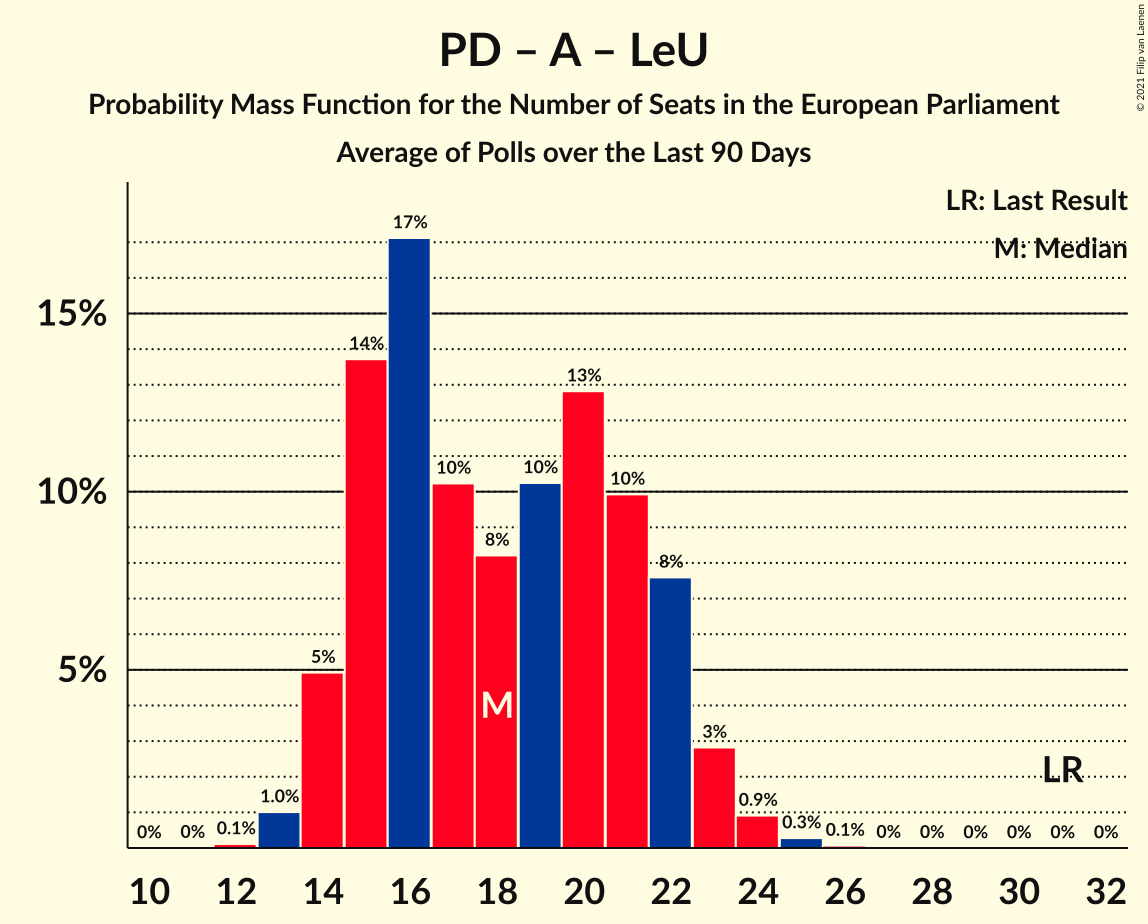 PD – A – LeU
Probability Mass Function for the Number of Seats in the European Parliament
Average of Polls over the Last 90 Days
© 2021 Filip van Laenen
LR: Last Result
M: Median
17%
15%
14%
13%
10%
10%
10%
10%
8%
8%
5%
5%
M
3%
LR
1.0%
0.9%
0% 0% 0.1% 0.3% 0.1% 0% 0% 0% 0% 0% 0%
10 12 14 16 18 20 22 24 26 28 30 32